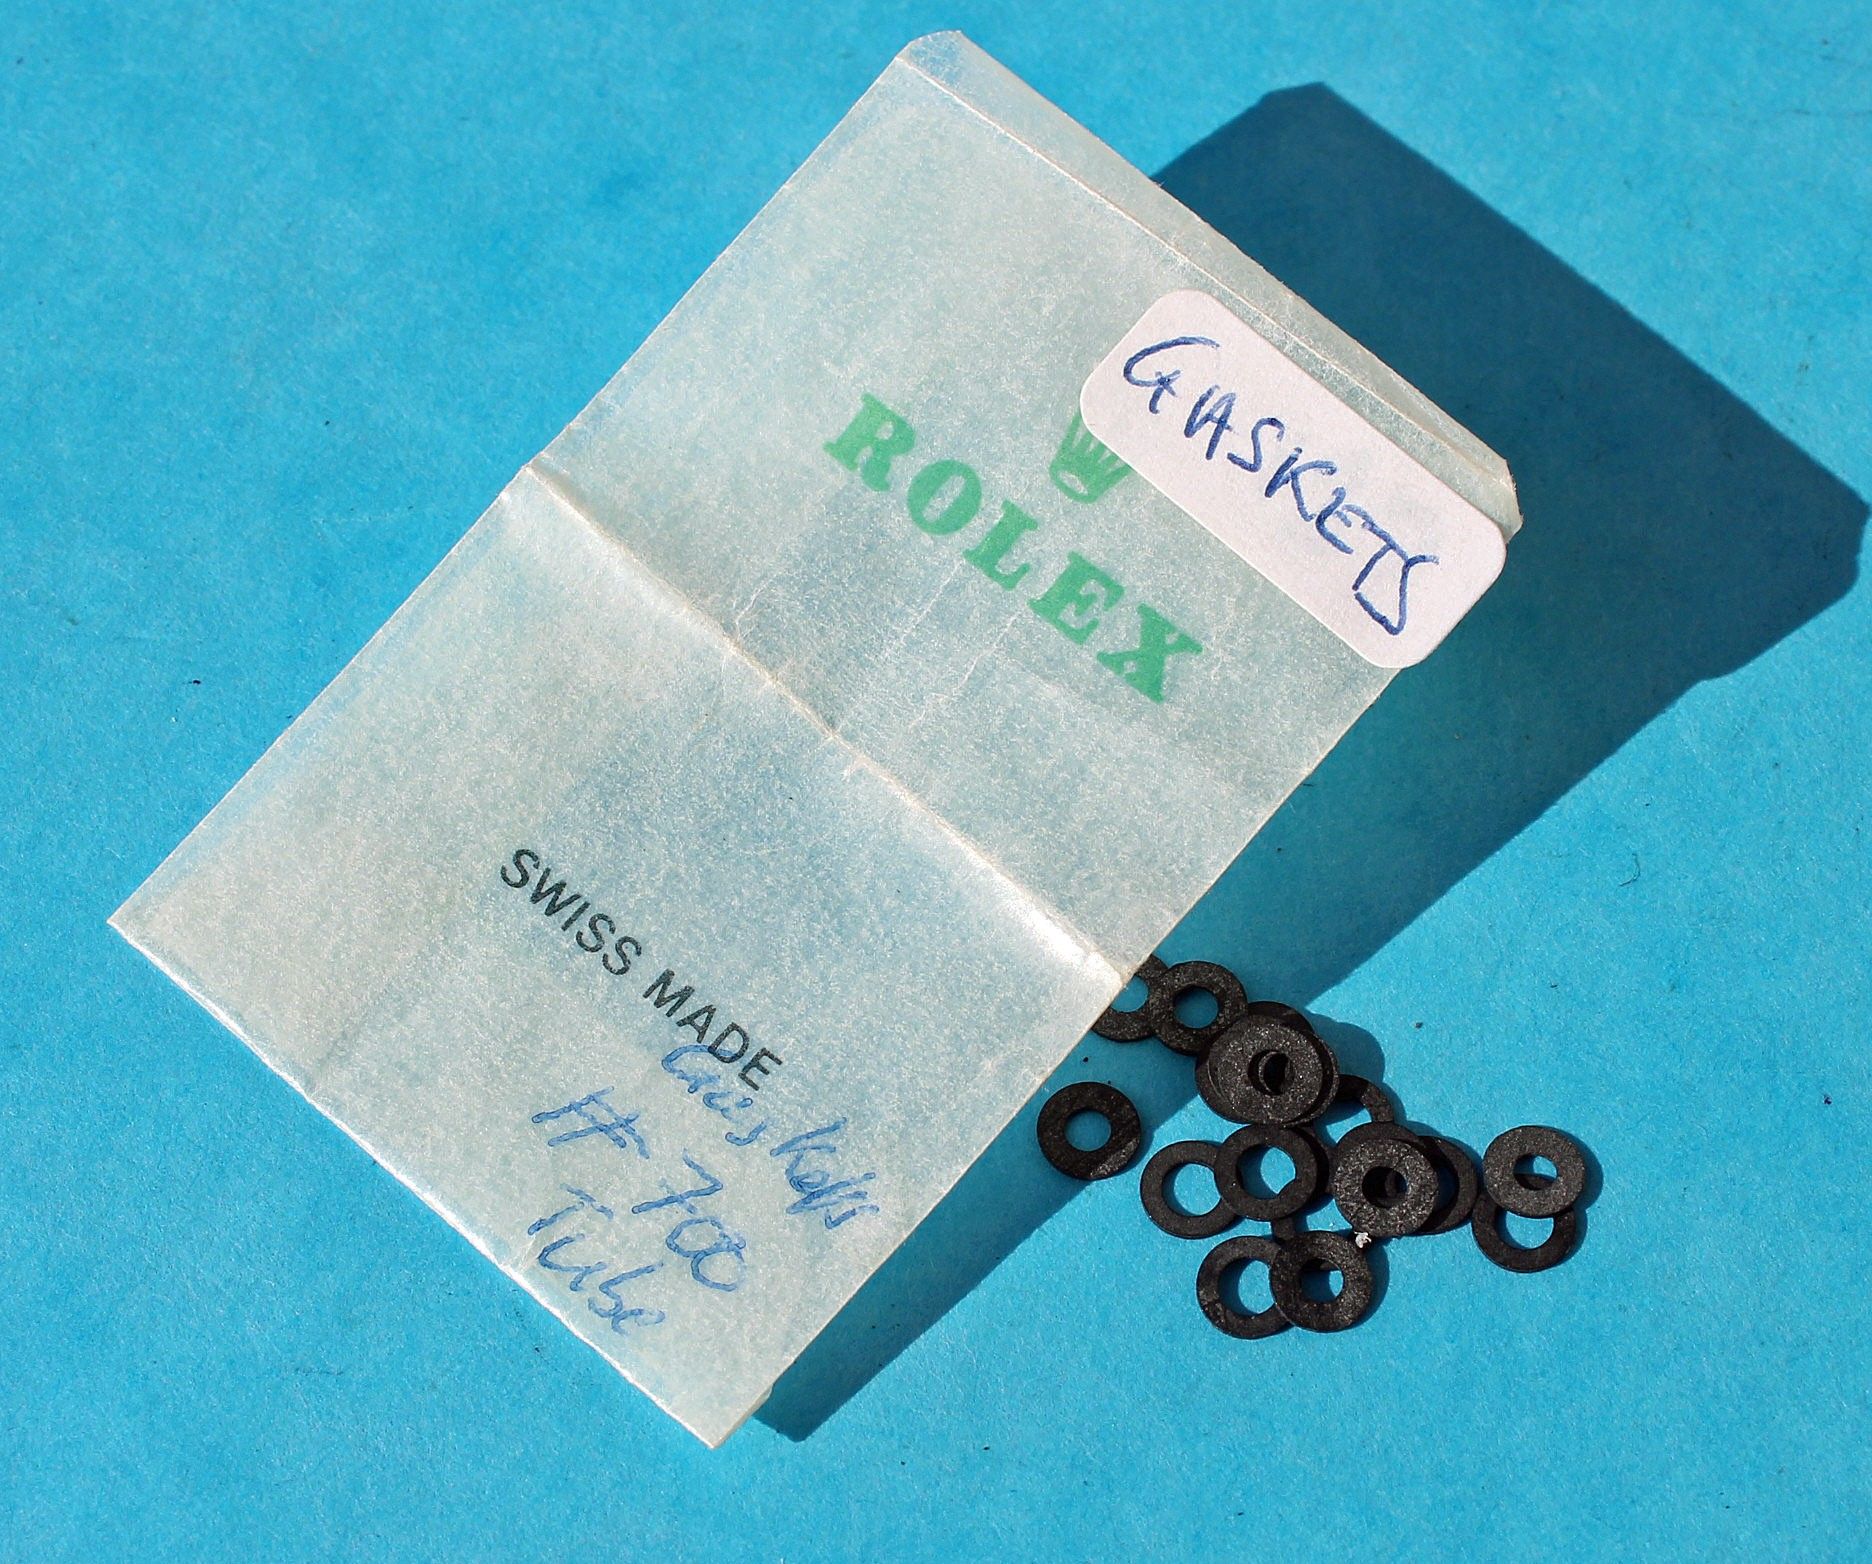 GASKETS
ROLEX
SWISS MADE
Gaskets
# 700
Tube